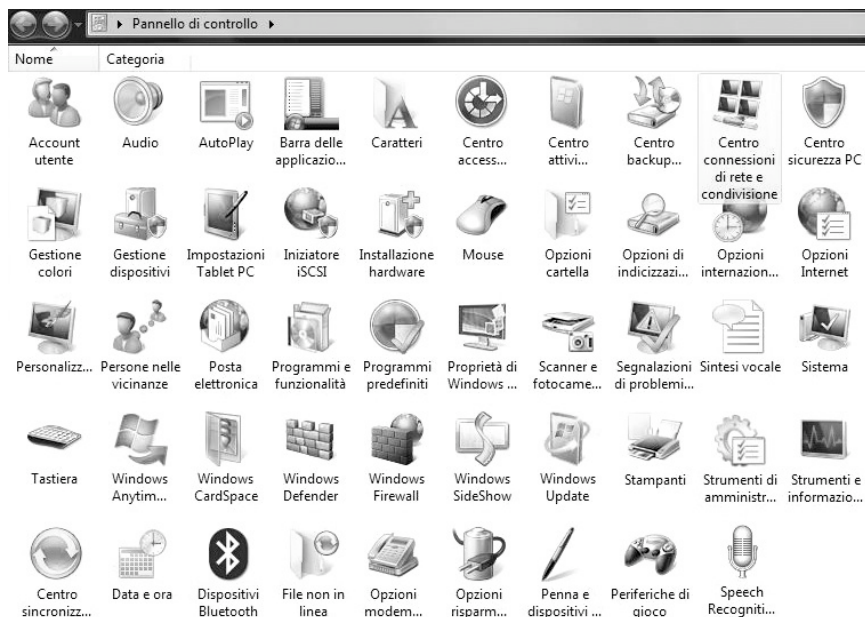 Pannello di controllo
Nome Categoria
Account Audio AutoPlay Barra delle Caratteri Centro Centro Centro Centro Centro
utente applicazio... access... attivi... backup... connessioni sicurezza PC
di rete e
condivisione
Gestione Gestione Impostazioni Iniziatore Installazione Mouse Opzioni Opzioni di Opzioni Opzioni
colori dispositivi Tablet PC iSCSI hardware cartella indicizzazi... internazion... Internet
Personalizz... Persone nelle Posta Programmi e Programmi Proprietà di Scanner e Segnalazioni Sintesi vocale Sistema
vicinanze elettronica funzionalità predefiniti Windows ... fotocame... di problemi...
Tastiera Windows Windows Windows Windows Windows Windows Stampanti Strumenti di Strumenti e
Anytim... CardSpace Defender Firewall SideShow Update amministr... informazio...
Centro Data e ora Dispositivi File non in Opzioni Opzioni Penna e Periferiche di Speech
sincronizz... Bluetooth linea modem... risparm... dispositivi ... gioco Recogniti...